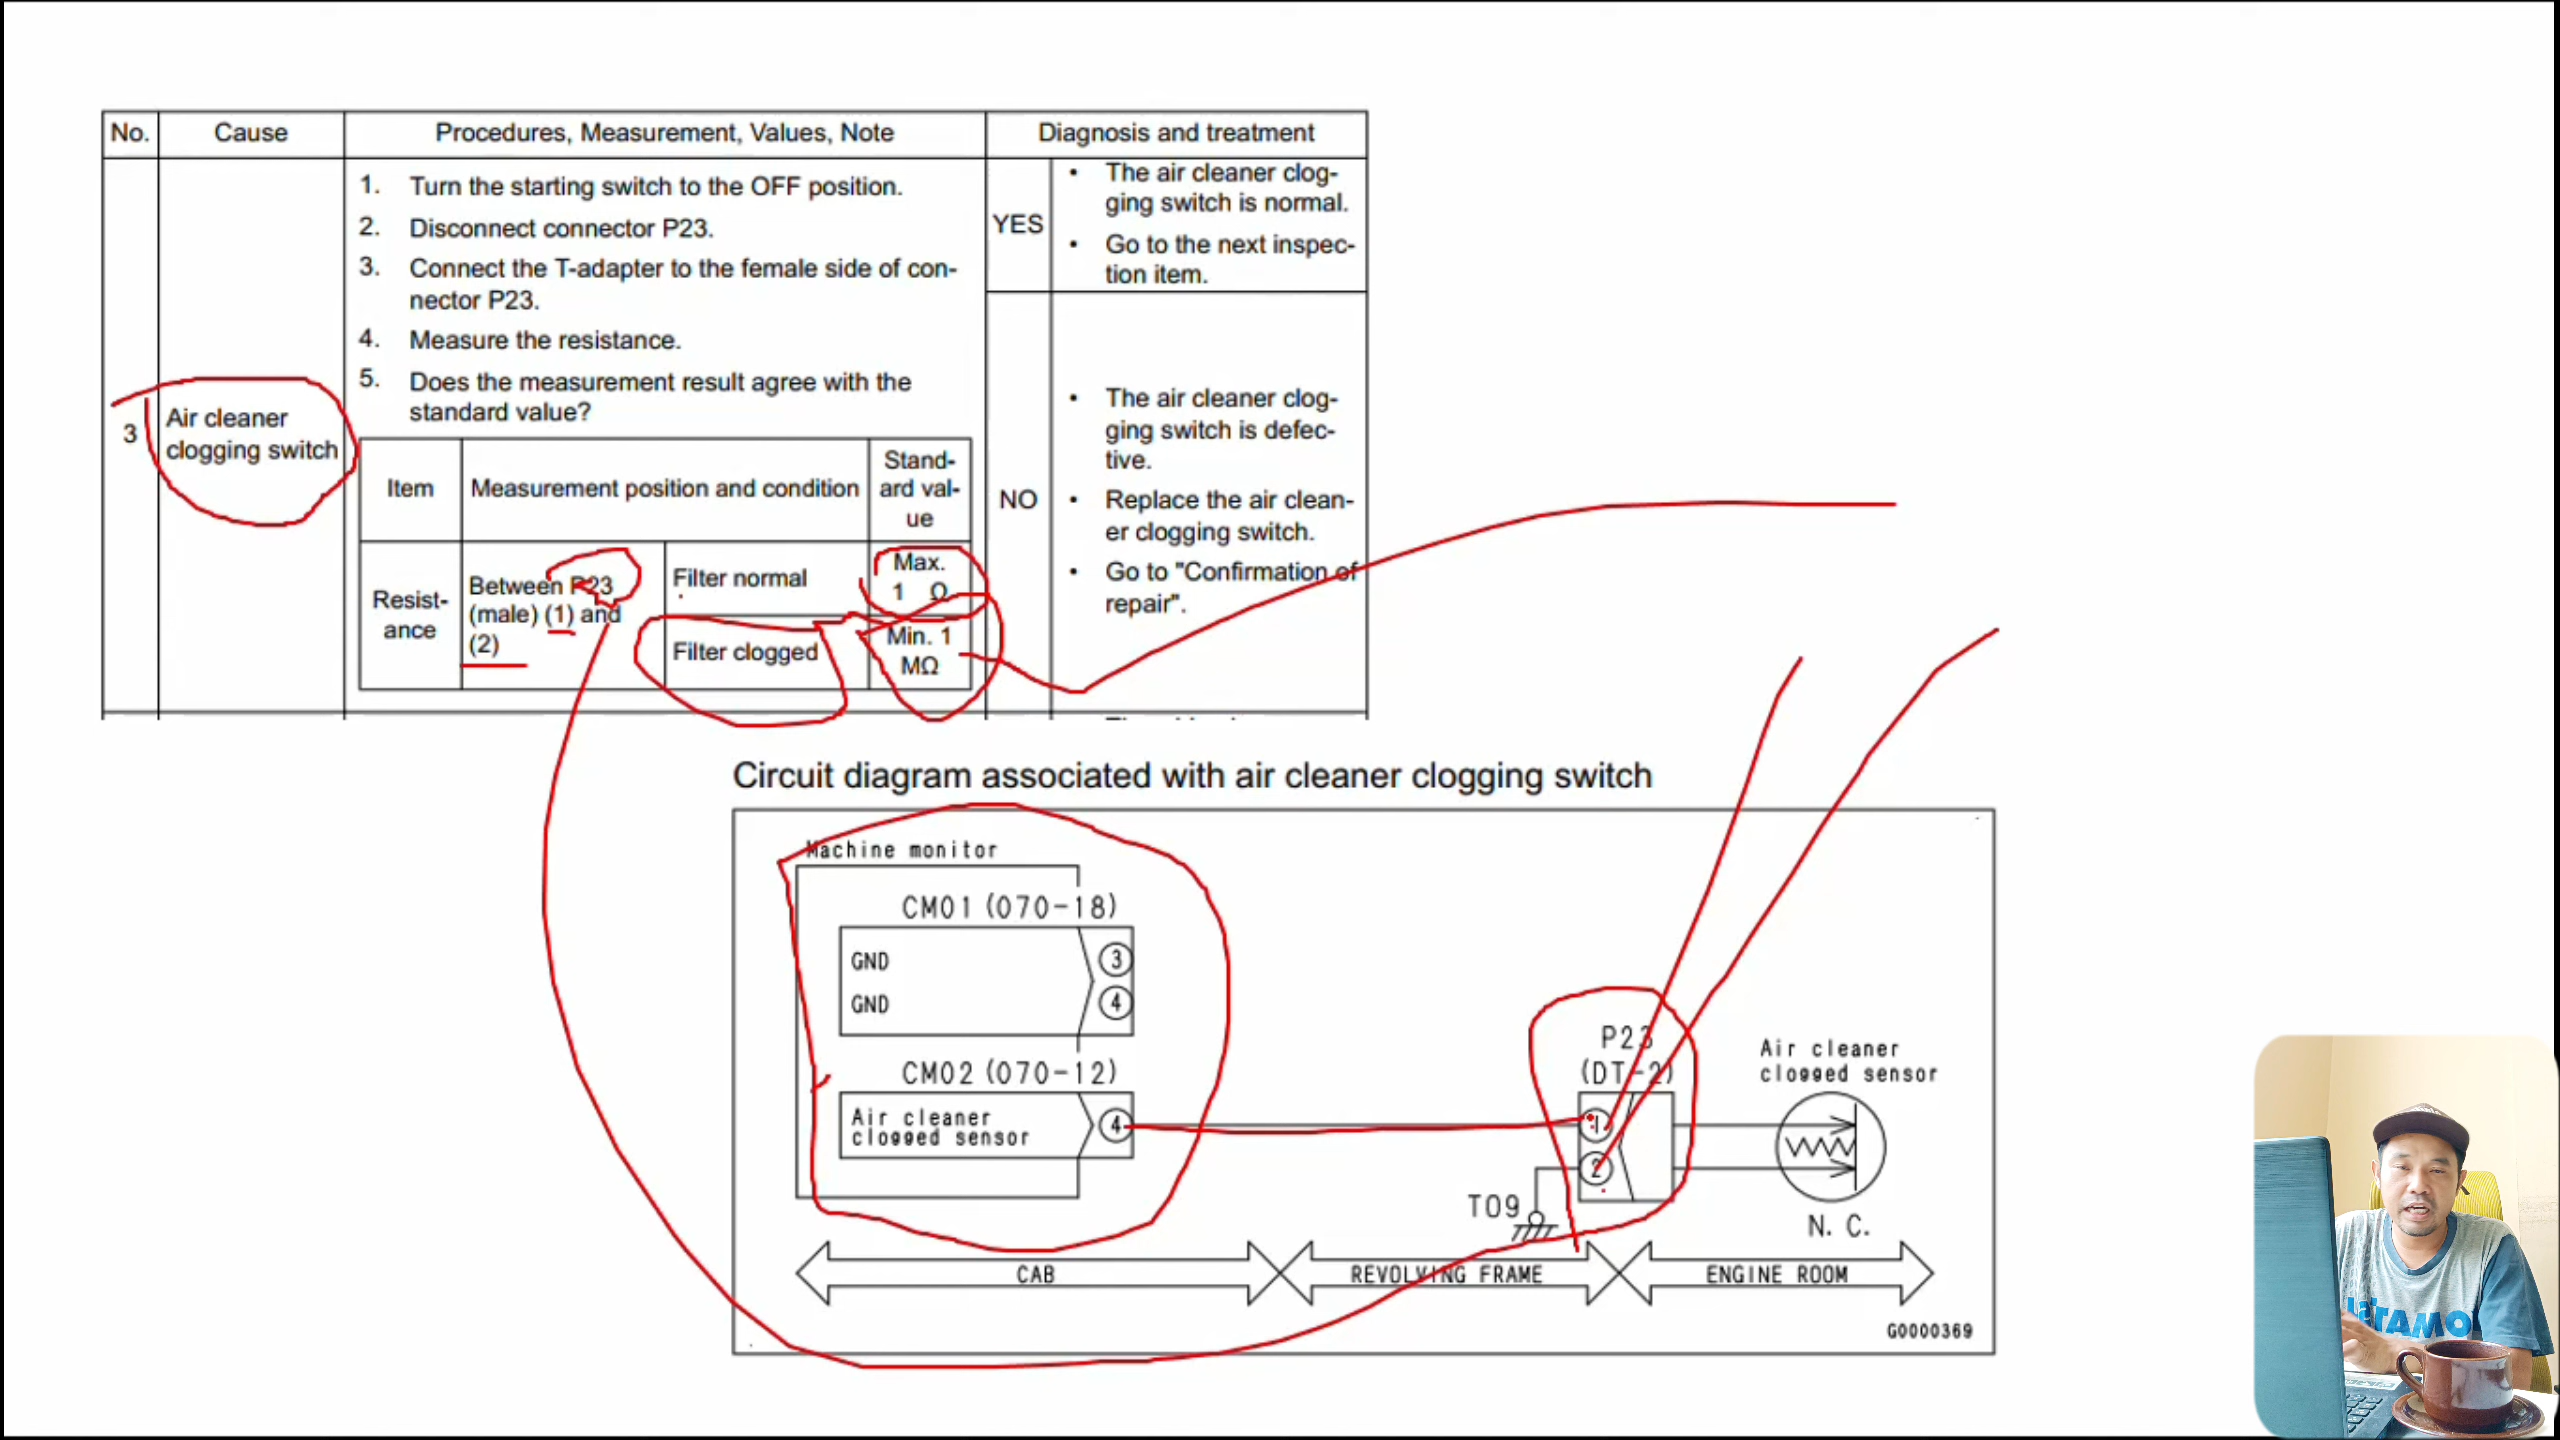 No.
Cause
Procedures, Measurement, Values, Note
Diagnosis and treatment
3
Air cleaner
clogging switch
1. Turn the starting switch to the OFF position.
2. Disconnect connector P23.
3. Connect the T-adapter to the female side of con-
nector P23.
4. Measure the resistance.
5. Does the measurement result agree with the
standard value?
Item
Measurement position and condition
Stand-
ard val-
ue
Resist-
ance
Between P23
(male) (1) and
(2)
Filter normal
Max.
1 Ω
Filter clogged
Min. 1
MΩ
YES
• The air cleaner clog-
ging switch is normal.
• Go to the next inspec-
tion item.
NO
• The air cleaner clog-
ging switch is defec-
tive.
• Replace the air clean-
er clogging switch.
• Go to "Confirmation of
repair".
Circuit diagram associated with air cleaner clogging switch
Machine monitor
CM01 (070-18)
GND
3
GND
4
CM02 (070-12)
Air cleaner
clogged sensor
4
P23
(DT-2)
1
2
T09
Air cleaner
clogged sensor
N. C.
CAB
REVOLVING FRAME
ENGINE ROOM
G0000369